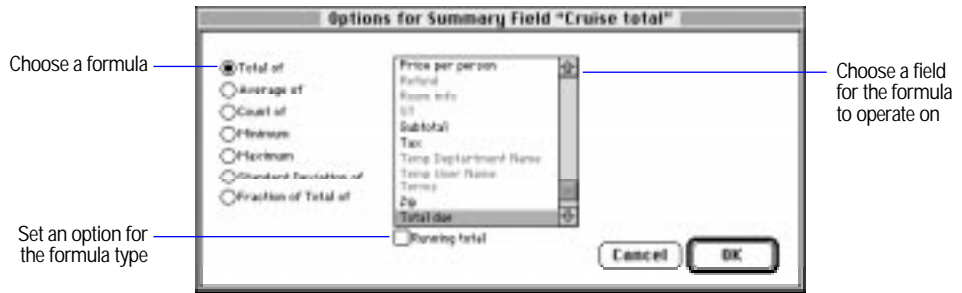 Options for Summary Field "Cruise total"
Choose a formula
Total of
Average of
Count of
Minimum
Maximum
Standard Deviation of
Fraction of Total of
Price per person
Refund
Room info
Subtotal
Tax
Temp Deptartment Name
Temp User Name
Terms
Zip
Total due
Choose a field
for the formula
to operate on
Set an option for
the formula type
Running total
Cancel
OK